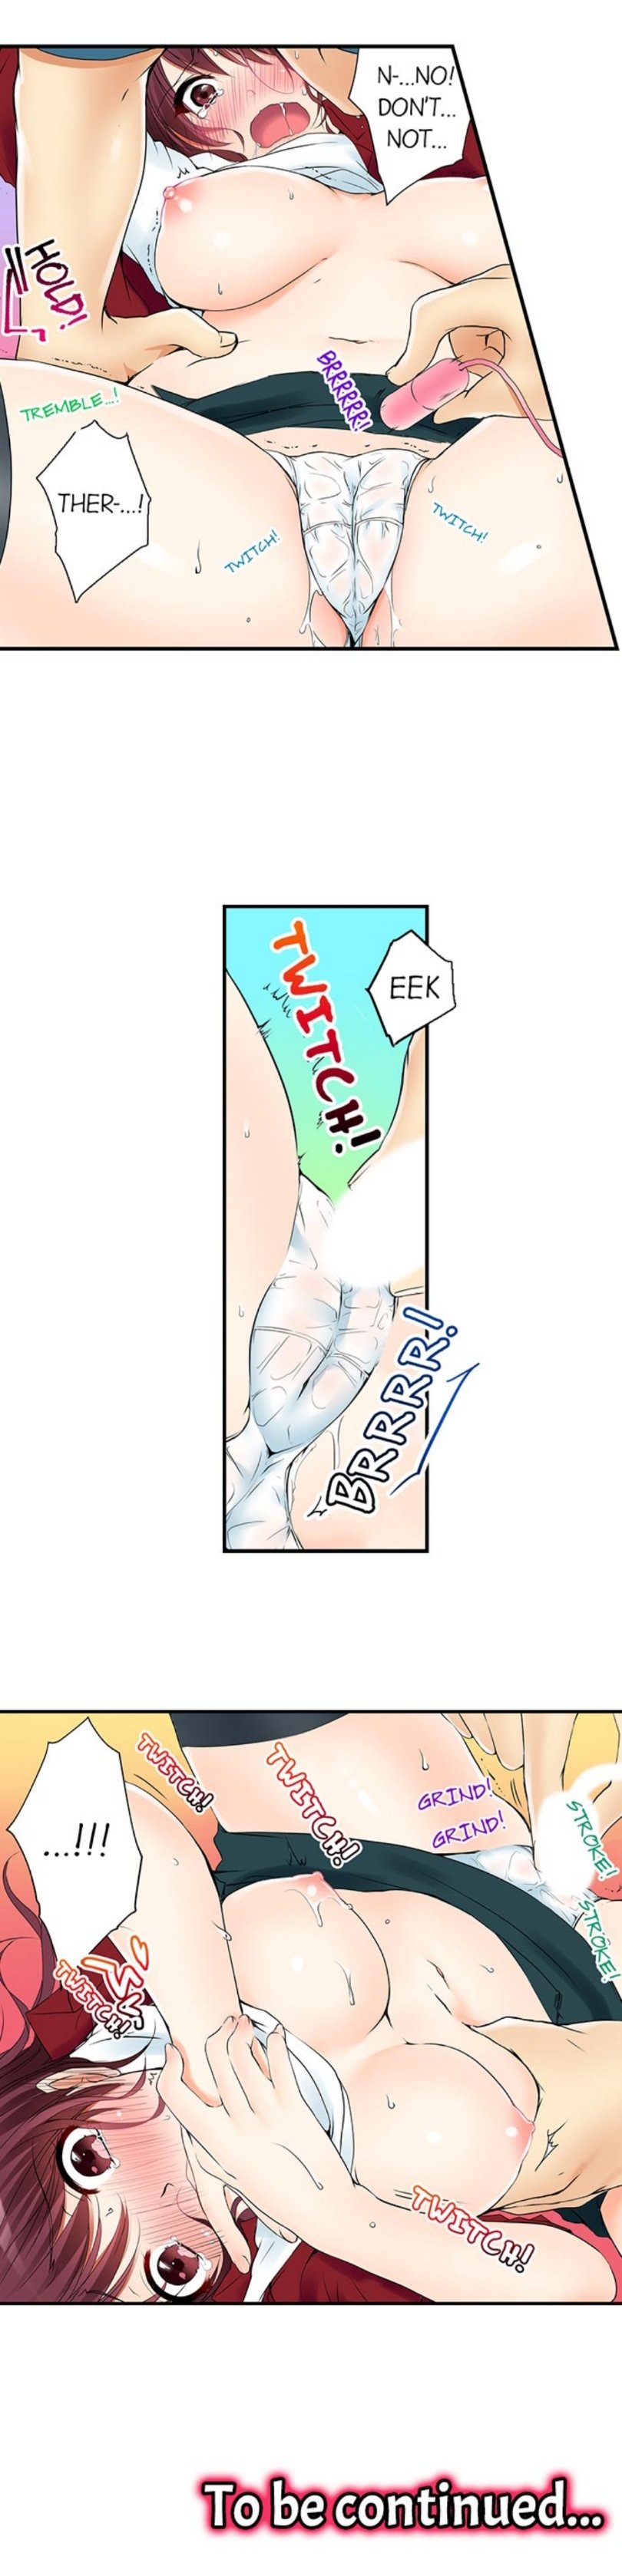 N-...NO!
DON'T...
NOT...
HOLD!
BRRRRRR!
TREMBLE...!
THER-...!
TWITCH!
TWITCH!
EEK
TWITCH!
BRRRR!
TWITCH!
TWITCH!
GRIND!
GRIND!
STROKE!
STROKE!
...!!!
TWITCH!
TWITCH!
To be continued...